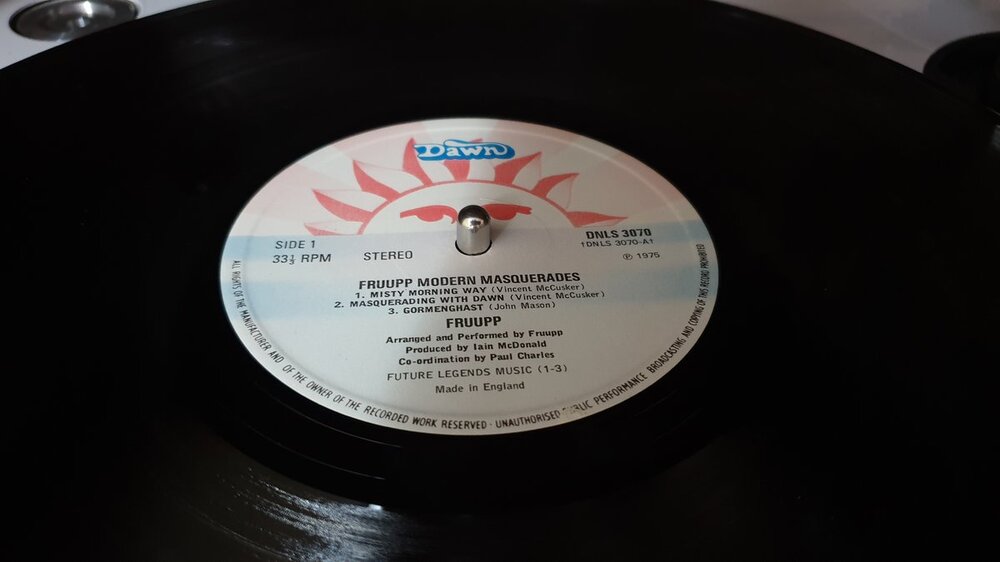 Dawn
SIDE 1
33⅓ RPM
STEREO
DNLS 3070
†DNLS 3070-A†
℗ 1975
FRUUPP MODERN MASQUERADES
1. MISTY MORNING WAY (Vincent McCusker)
2. MASQUERADING WITH DAWN (Vincent McCusker)
3. GORMENGHAST (John Mason)
FRUUPP
Arranged and Performed by Fruupp
Produced by Iain McDonald
Co-ordination by Paul Charles
FUTURE LEGENDS MUSIC (1-3)
Made in England
ALL RIGHTS OF THE MANUFACTURER AND OF THE OWNER OF THE RECORDED WORK RESERVED · UNAUTHORISED PUBLIC PERFORMANCE BROADCASTING AND COPYING OF THIS RECORD PROHIBITED